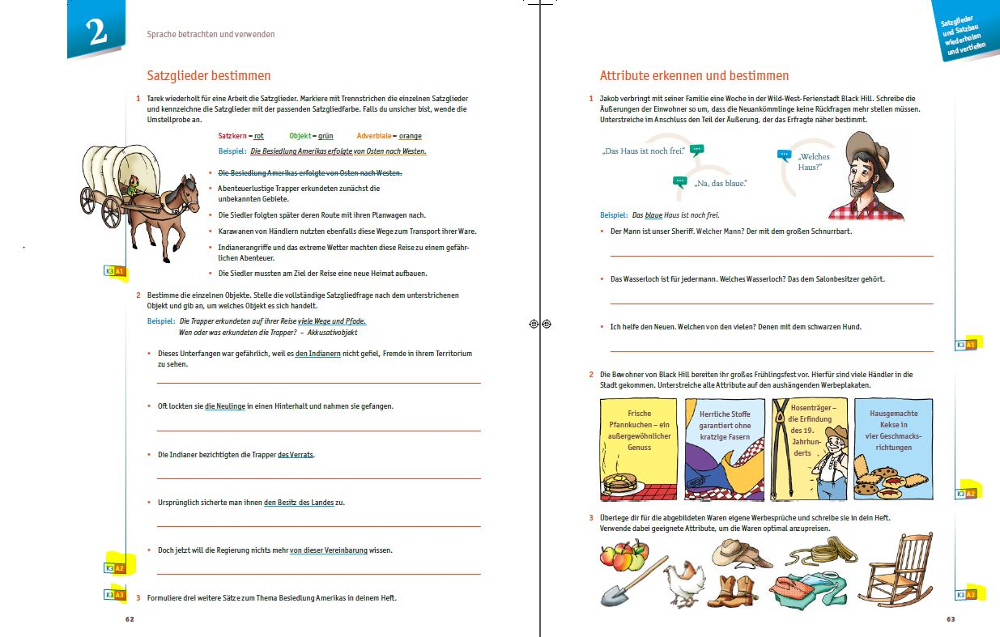 2
Sprache betrachten und verwenden
Satzglieder bestimmen
1 Tarek wiederholt für eine Arbeit die Satzglieder. Markiere mit Trennstrichen die einzelnen Satzglieder
und kennzeichne die Satzglieder mit der passenden Satzgliedfarbe. Falls du unsicher bist, wende die
Umstellprobe an.
Satzkern = rot Objekt = grün Adverbiale = orange
Beispiel: Die Besiedlung Amerikas erfolgte von Osten nach Westen.
• Die Besiedlung Amerikas erfolgte von Osten nach Westen.
• Abenteuerlustige Trapper erkundeten zunächst die
unbekannten Gebiete.
• Die Siedler folgten später deren Route mit ihren Planwagen nach.
• Karawanen von Händlern nutzten ebenfalls diese Wege zum Transport ihrer Ware.
• Indianerangriffe und das extreme Wetter machten diese Reise zu einem gefähr-
lichen Abenteuer.
• Die Siedler mussten am Ziel der Reise eine neue Heimat aufbauen.
K3 A1
2 Bestimme die einzelnen Objekte. Stelle die vollständige Satzgliedfrage nach dem unterstrichenen
Objekt und gib an, um welches Objekt es sich handelt.
Beispiel: Die Trapper erkundeten auf ihrer Reise viele Wege und Pfade.
Wen oder was erkundeten die Trapper? – Akkusativobjekt
• Dieses Unterfangen war gefährlich, weil es den Indianern nicht gefiel, Fremde in ihrem Territorium
zu sehen.
• Oft lockten sie die Neulinge in einen Hinterhalt und nahmen sie gefangen.
• Die Indianer bezichtigten die Trapper des Verrats.
• Ursprünglich sicherte man ihnen den Besitz des Landes zu.
• Doch jetzt will die Regierung nichts mehr von dieser Vereinbarung wissen.
K3 A2
K3 A3
3 Formuliere drei weitere Sätze zum Thema Besiedlung Amerikas in deinem Heft.
62
Satzglieder
und Satzbau
wiederholen
und vertiefen
Attribute erkennen und bestimmen
1 Jakob verbringt mit seiner Familie eine Woche in der Wild-West-Ferienstadt Black Hill. Schreibe die
Äußerungen der Einwohner so um, dass die Neuankömmlinge keine Rückfragen mehr stellen müssen.
Unterstreiche im Anschluss den Teil der Äußerung, der das Erfragte näher bestimmt.
„Das Haus ist noch frei.“
„Welches
Haus?“
„Na, das blaue.“
Beispiel: Das blaue Haus ist noch frei.
• Der Mann ist unser Sheriff. Welcher Mann? Der mit dem großen Schnurrbart.
• Das Wasserloch ist für jedermann. Welches Wasserloch? Das dem Salonbesitzer gehört.
• Ich helfe den Neuen. Welchen von den vielen? Denen mit dem schwarzen Hund.
K3 A1
2 Die Bewohner von Black Hill bereiten ihr großes Frühlingsfest vor. Hierfür sind viele Händler in die
Stadt gekommen. Unterstreiche alle Attribute auf den aushängenden Werbeplakaten.
Frische
Pfannkuchen – ein
außergewöhnlicher
Genuss
Herrliche Stoffe
garantiert ohne
kratzige Fasern
Hosenträger –
die Erfindung
des 19.
Jahrhun-
derts
Hausgemachte
Kekse in
vier Geschmacks-
richtungen
K3 A2
3 Überlege dir für die abgebildeten Waren eigene Werbesprüche und schreibe sie in dein Heft.
Verwende dabei geeignete Attribute, um die Waren optimal anzupreisen.
K3 A2
63